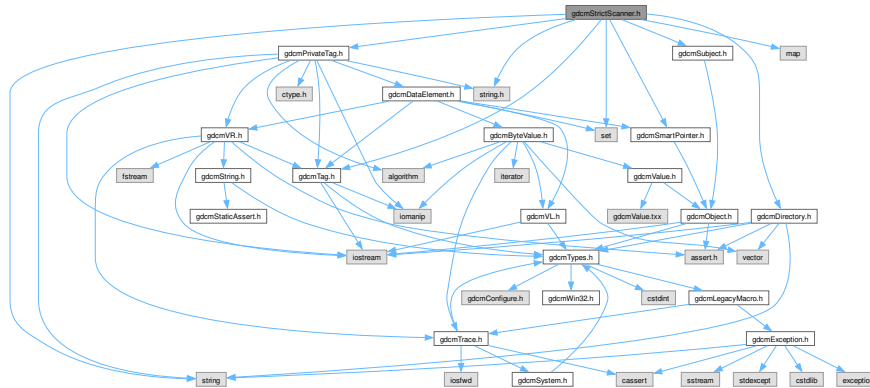 gdcmStrictScanner.h
gdcmPrivateTag.h
gdcmSubject.h
map
ctype.h
gdcmDataElement.h
string.h
gdcmVR.h
gdcmByteValue.h
set
gdcmSmartPointer.h
fstream
gdcmString.h
gdcmTag.h
algorithm
iterator
gdcmValue.h
gdcmStaticAssert.h
iomanip
gdcmVL.h
gdcmValue.txx
gdcmObject.h
gdcmDirectory.h
iostream
gdcmTypes.h
assert.h
vector
gdcmConfigure.h
gdcmWin32.h
cstdint
gdcmLegacyMacro.h
gdcmTrace.h
gdcmException.h
string
iosfwd
gdcmSystem.h
cassert
sstream
stdexcept
cstdlib
exception